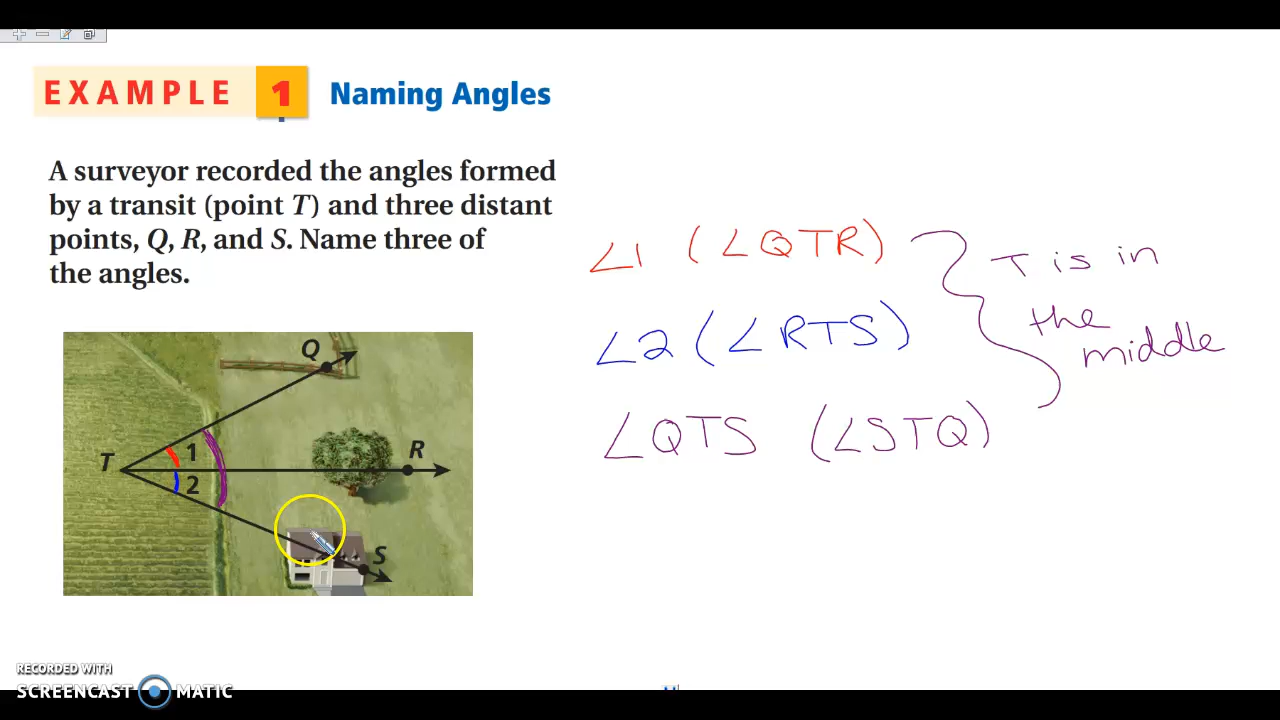 EXAMPLE 1 Naming Angles
A surveyor recorded the angles formed
by a transit (point T) and three distant
points, Q, R, and S. Name three of
the angles.
∠1 (∠QTR)
T is in
the
middle
∠2 (∠RTS)
∠QTS (∠STQ)
Q
T
1
R
2
S
RECORDED WITH
SCREENCAST MATIC